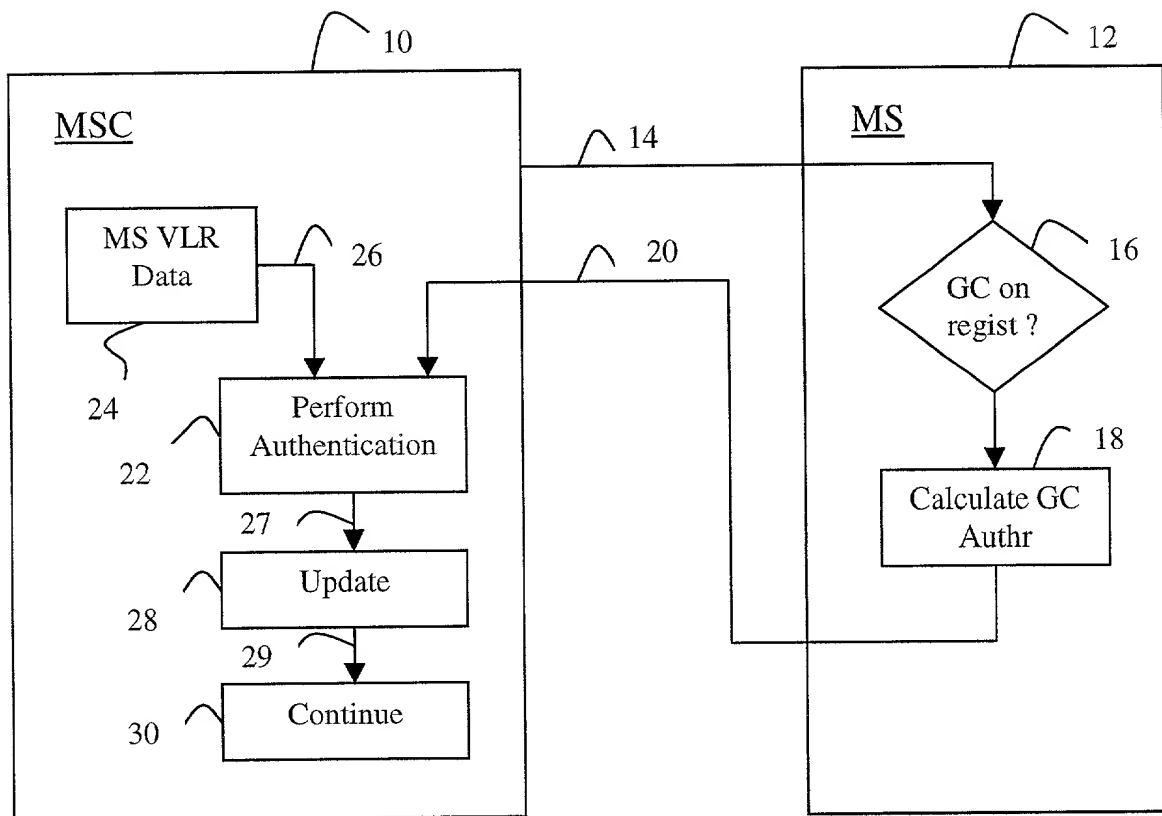 10
12
MSC
MS
14
MS VLR
Data
26
20
16
GC on
regist ?
24
Perform
Authentication
22
18
Calculate GC
Authr
27
Update
28
29
Continue
30